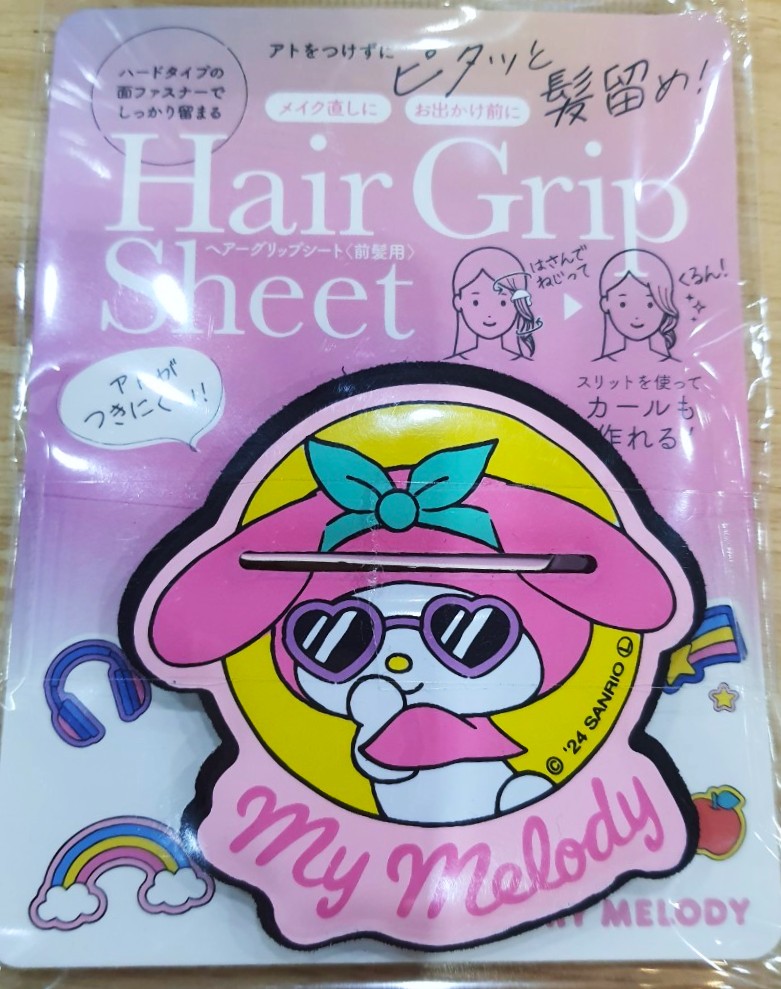 ハードタイプの
面ファスナーで
しっかり留まる
アトをつけずに
ピタッと
髪留め!
メイク直しに
お出かけ前に
Hair Grip
ヘアーグリップシート〈前髪用〉
Sheet
はさんで
ねじって
くるん!
アトが
つきにくい!!
スリットを使って
カールも
作れる!
© '24 SANRIO Ⓛ
My Melody
MY MELODY